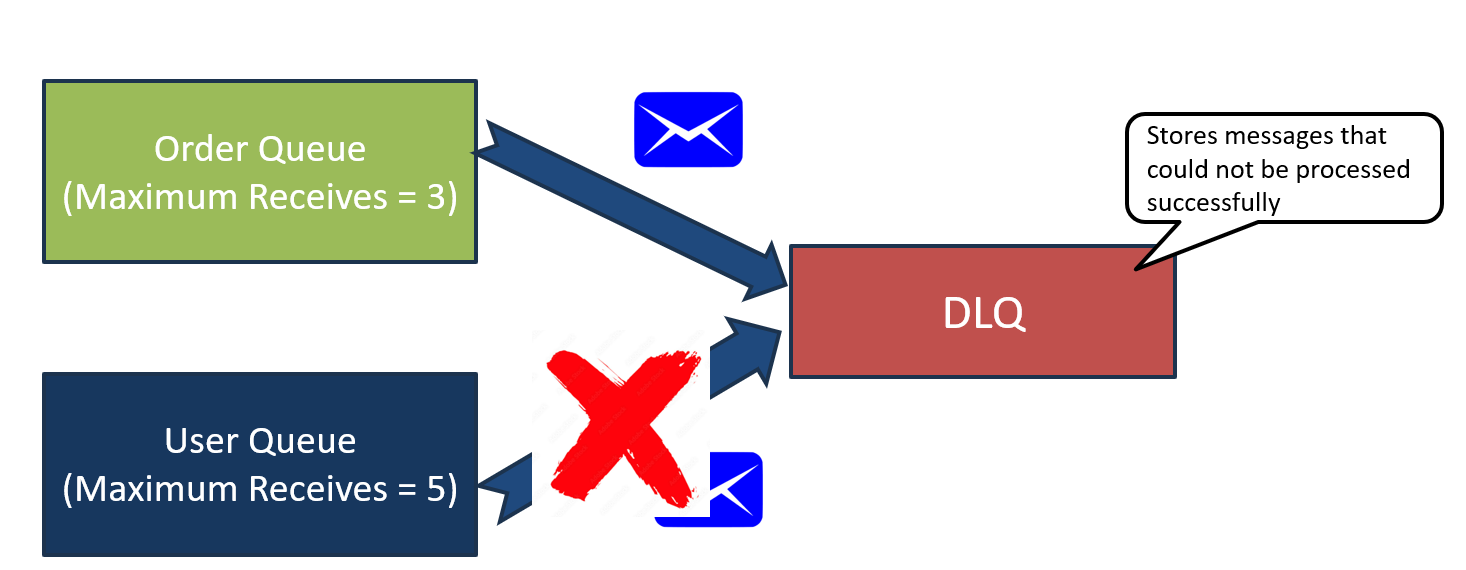 Order Queue
(Maximum Receives = 3)
Stores messages that
could not be processed
successfully
DLQ
User Queue
(Maximum Receives = 5)